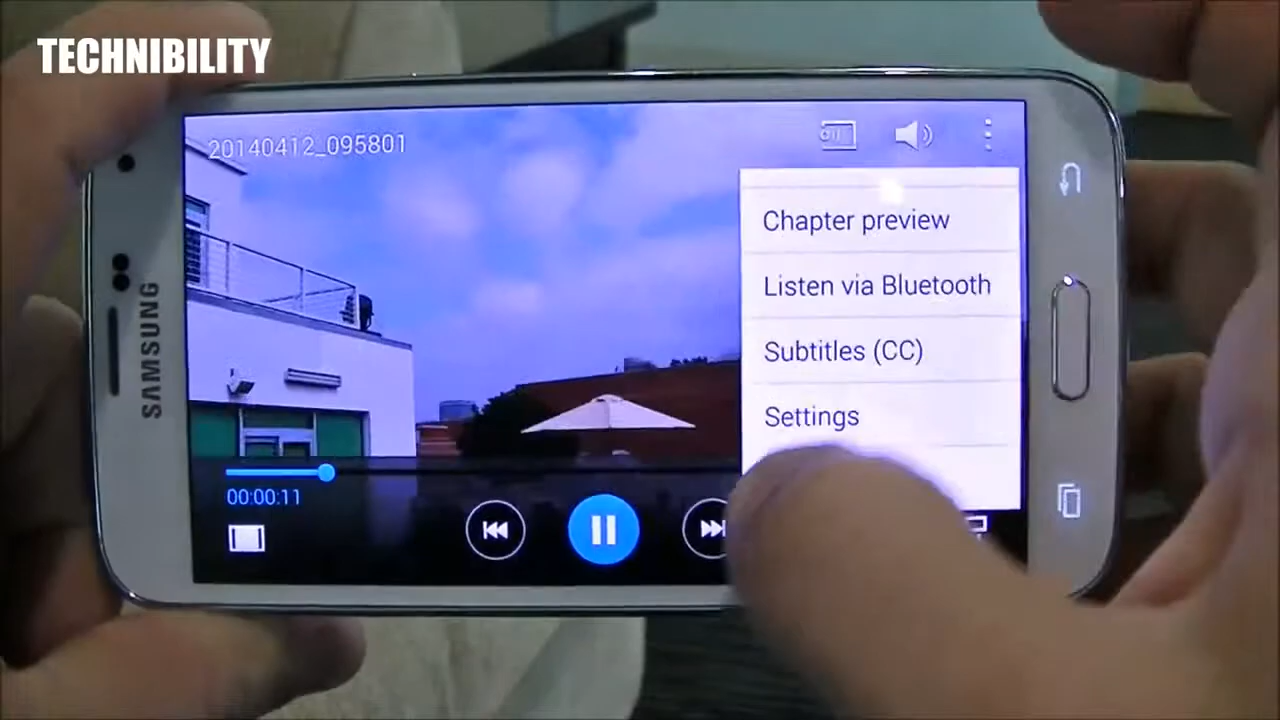 TECHNIBILITY
20140412_095801
Chapter preview
Listen via Bluetooth
Subtitles (CC)
Settings
00:00:11
SAMSUNG